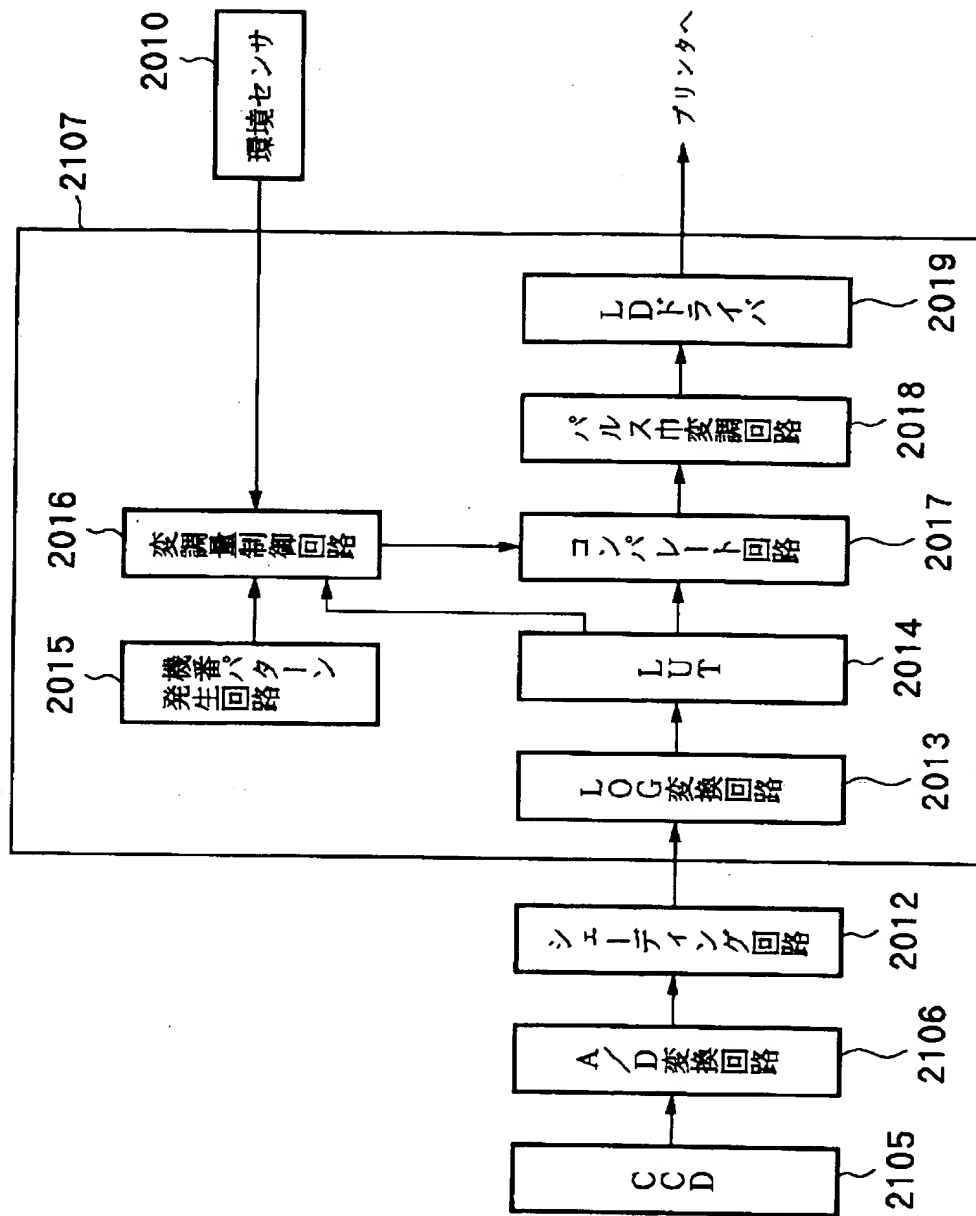 2107
2010
環境センサ
2016
変調量制御回路
2015
機番パターン
発生回路
CCD
2105
A/D変換回路
2106
シェーディング回路
2012
LOG変換回路
2013
LUT
2014
コンパレート回路
2017
パルス巾変調回路
2018
LDドライバ
2019
プリンタへ